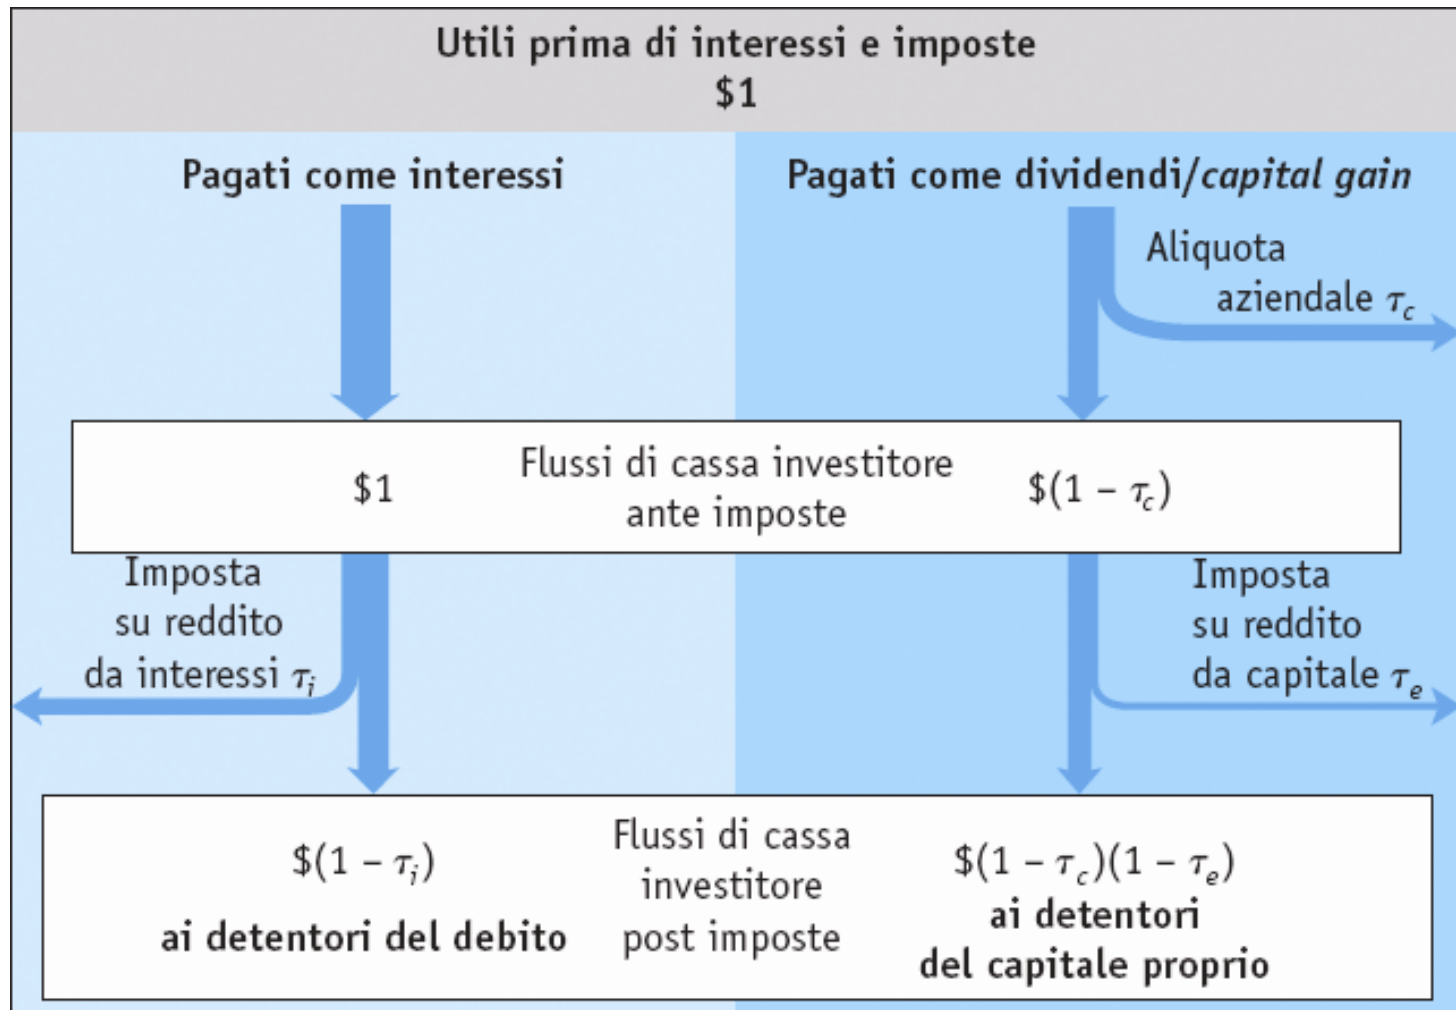 Utili prima di interessi e imposte
$1
Pagati come interessi
Pagati come dividendi/capital gain
Aliquota
aziendale τc
$1
Flussi di cassa investitore
ante imposte
$(1 – τc)
Imposta
su reddito
da interessi τi
Imposta
su reddito
da capitale τe
$(1 – τi)
ai detentori del debito
Flussi di cassa
investitore
post imposte
$(1 – τc)(1 – τe)
ai detentori
del capitale proprio